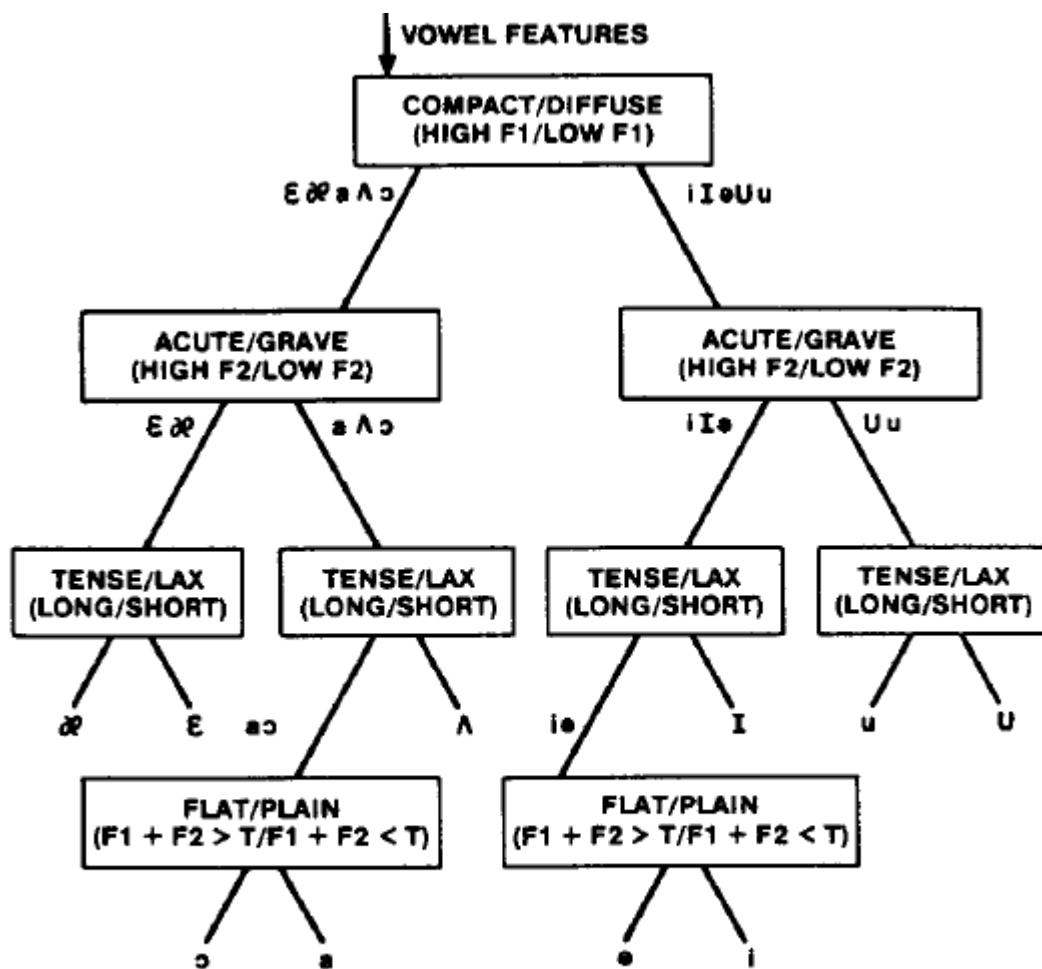 VOWEL FEATURES
COMPACT/DIFFUSE
(HIGH F1/LOW F1)
Ɛ æ a Ʌ ɔ
i I e U u
ACUTE/GRAVE
(HIGH F2/LOW F2)
ACUTE/GRAVE
(HIGH F2/LOW F2)
Ɛ æ
a Ʌ ɔ
i I e
U u
TENSE/LAX
(LONG/SHORT)
TENSE/LAX
(LONG/SHORT)
TENSE/LAX
(LONG/SHORT)
TENSE/LAX
(LONG/SHORT)
æ
Ɛ
a ɔ
Ʌ
i e
I
u
U
FLAT/PLAIN
(F1 + F2 > T/F1 + F2 < T)
FLAT/PLAIN
(F1 + F2 > T/F1 + F2 < T)
ɔ
a
e
i